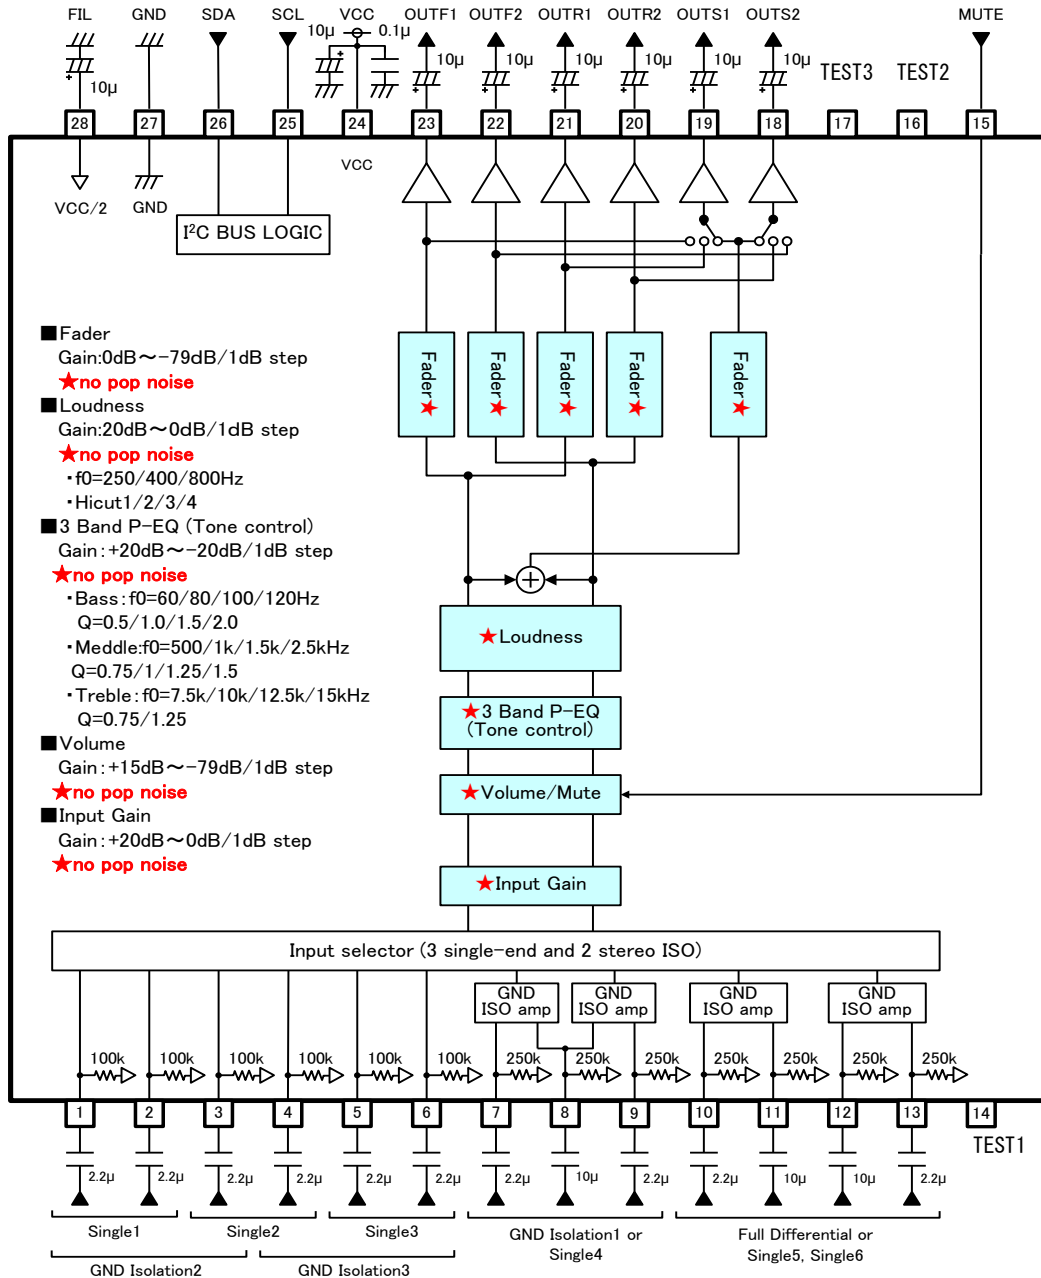 FIL GND SDA SCL VCC OUTF1 OUTF2 OUTR1 OUTR2 OUTS1 OUTS2 MUTE
10μ 0.1μ
10μ 10μ 10μ 10μ 10μ 10μ 10μ
TEST3 TEST2
28 27 26 25 24 23 22 21 20 19 18 17 16 15
VCC
VCC/2 GND
I²C BUS LOGIC
■Fader
Gain:0dB～-79dB/1dB step
★no pop noise
■Loudness
Gain:20dB～0dB/1dB step
★no pop noise
・f0=250/400/800Hz
・Hicut1/2/3/4
■3 Band P-EQ (Tone control)
Gain:+20dB～-20dB/1dB step
★no pop noise
・Bass:f0=60/80/100/120Hz
Q=0.5/1.0/1.5/2.0
・Meddle:f0=500/1k/1.5k/2.5kHz
Q=0.75/1/1.25/1.5
・Treble:f0=7.5k/10k/12.5k/15kHz
Q=0.75/1.25
■Volume
Gain:+15dB～-79dB/1dB step
★no pop noise
■Input Gain
Gain:+20dB～0dB/1dB step
★no pop noise
Fader★ Fader★ Fader★ Fader★ Fader★
★Loudness
★3 Band P-EQ
(Tone control)
★Volume/Mute
★Input Gain
Input selector (3 single-end and 2 stereo ISO)
GND
ISO amp
GND
ISO amp
GND
ISO amp
GND
ISO amp
100k 100k 100k 100k 100k 100k 250k 250k 250k 250k 250k 250k 250k
1 2 3 4 5 6 7 8 9 10 11 12 13 14
TEST1
2.2μ 2.2μ 2.2μ 2.2μ 2.2μ 2.2μ 2.2μ 10μ 2.2μ 2.2μ 10μ 10μ 2.2μ
Single1
Single2
Single3
GND Isolation1 or
Single4
Full Differential or
Single5, Single6
GND Isolation2
GND Isolation3